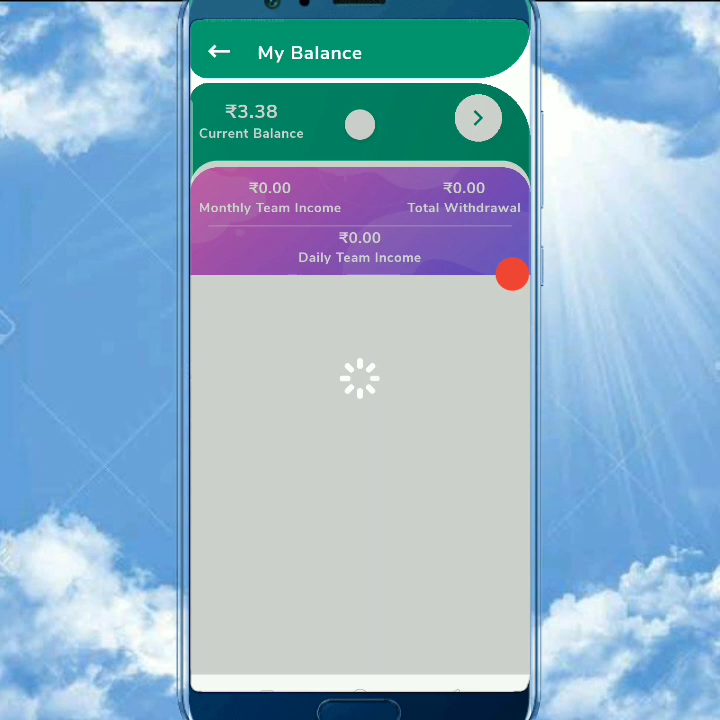 My Balance
₹3.38
Current Balance
₹0.00
Monthly Team Income
₹0.00
Total Withdrawal
₹0.00
Daily Team Income